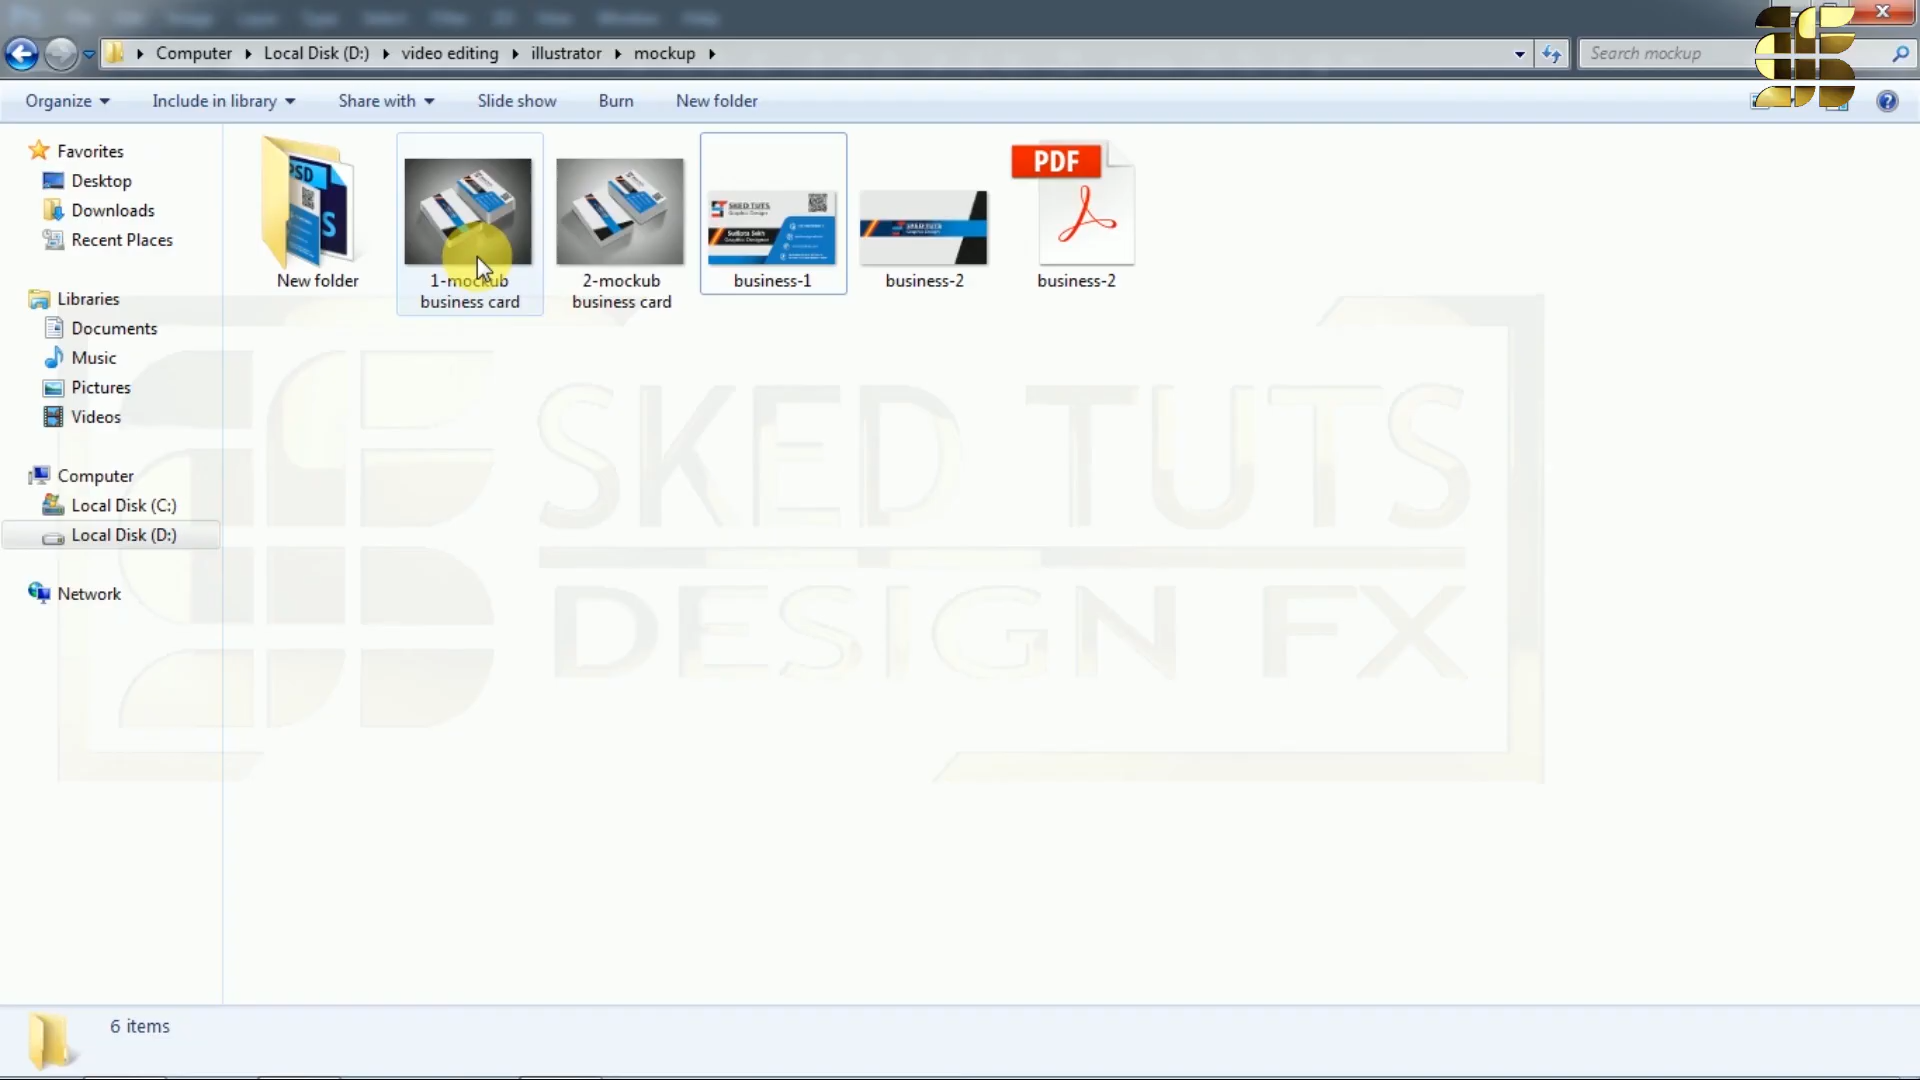 Computer Local Disk (D:) video editing illustrator mockup
Search mockup
Organize Include in library Share with Slide show Burn New folder
Favorites
Desktop
Downloads
Recent Places
Libraries
Documents
Music
Pictures
Videos
Computer
Local Disk (C:)
Local Disk (D:)
Network
PSD
New folder
1-mockub
business card
2-mockub
business card
SKED TUTS
business-1
business-2
PDF
business-2
SKED TUTS
DESIGN FX
6 items